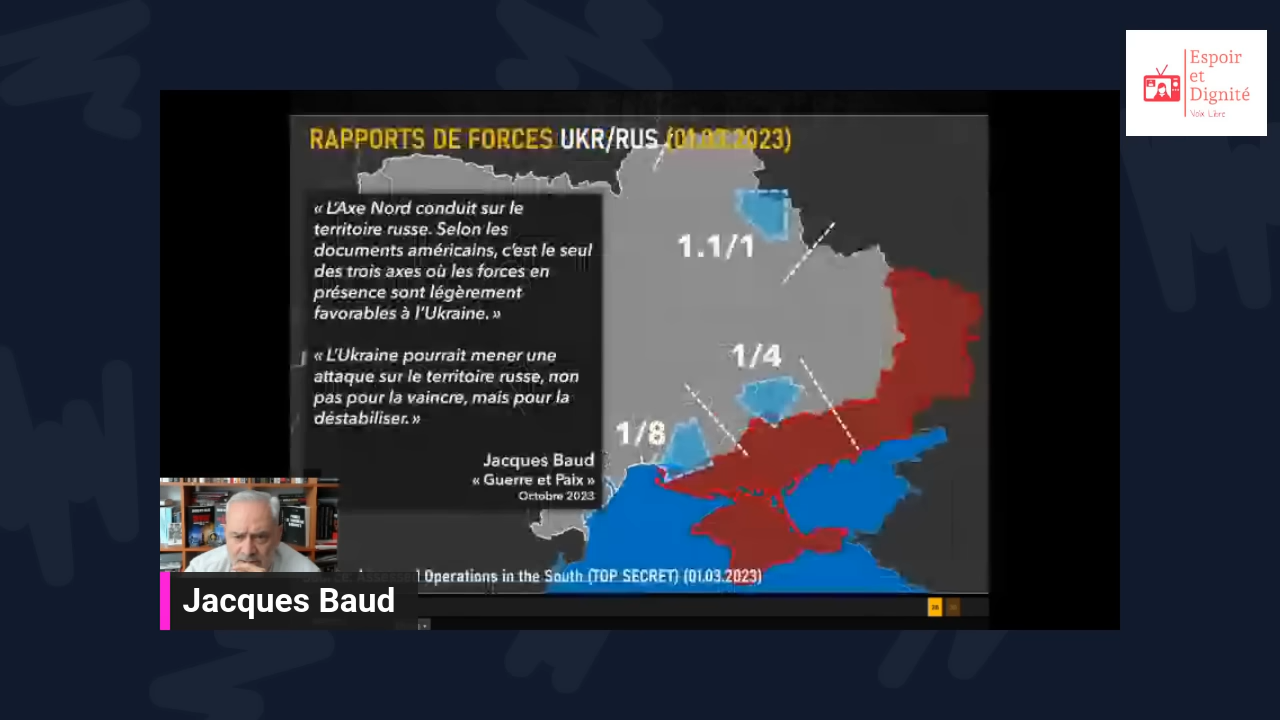 Espoir
et
Dignité
Voix Libre
RAPPORTS DE FORCES UKR/RUS (01.03.2023)
« L'Axe Nord conduit sur le
territoire russe. Selon les
documents américains, c'est le seul
des trois axes où les forces en
présence sont légèrement
favorables à l'Ukraine. »
« L'Ukraine pourrait mener une
attaque sur le territoire russe, non
pas pour la vaincre, mais pour la
déstabiliser. »
Jacques Baud
« Guerre et Paix »
Octobre 2023
1.1/1
1/4
1/8
Operations in the South (TOP SECRET) (01.03.2023)
Jacques Baud